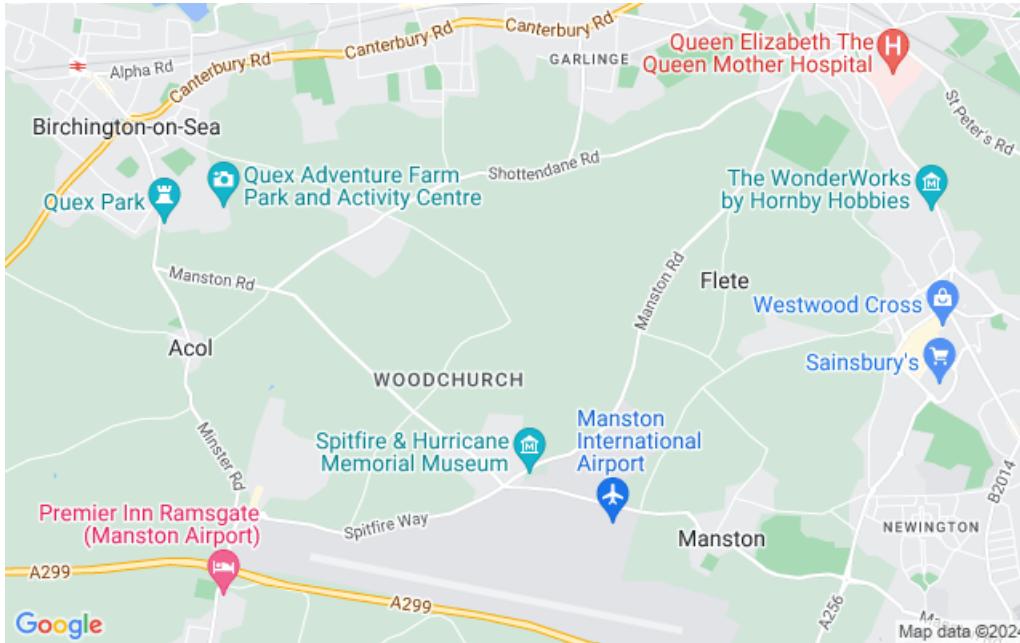 Canterbury Rd
Canterbury Rd
Canterbury Rd
Alpha Rd
GARLINGE
Queen Elizabeth The
Queen Mother Hospital
St Peter's Rd
Birchington-on-Sea
Quex Park
Quex Adventure Farm
Park and Activity Centre
Shottendane Rd
The WonderWorks
by Hornby Hobbies
Manston Rd
Manston Rd
Flete
Westwood Cross
Acol
Sainsbury's
WOODCHURCH
Spitfire & Hurricane
Memorial Museum
Manston
International
Airport
Minster Rd
B2014
Premier Inn Ramsgate
(Manston Airport)
Spitfire Way
Manston
NEWINGTON
A299
A299
A256
Google
Map data ©2024